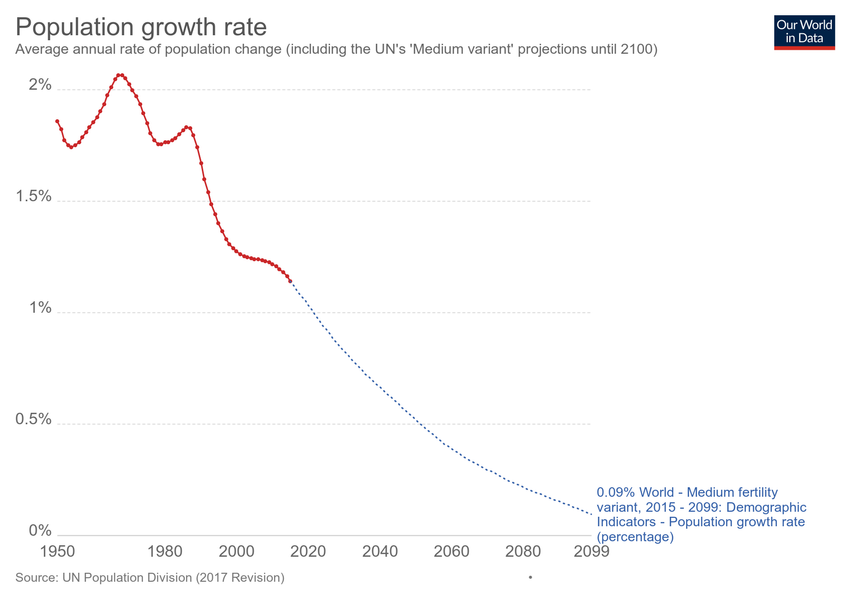 Population growth rate
Average annual rate of population change (including the UN's 'Medium variant' projections until 2100)
Our World
in Data
2%
1.5%
1%
0.5%
0%
0.09% World - Medium fertility
variant, 2015 - 2099: Demographic
Indicators - Population growth rate
(percentage)
1950 1980 2000 2020 2040 2060 2080 2099
Source: UN Population Division (2017 Revision)